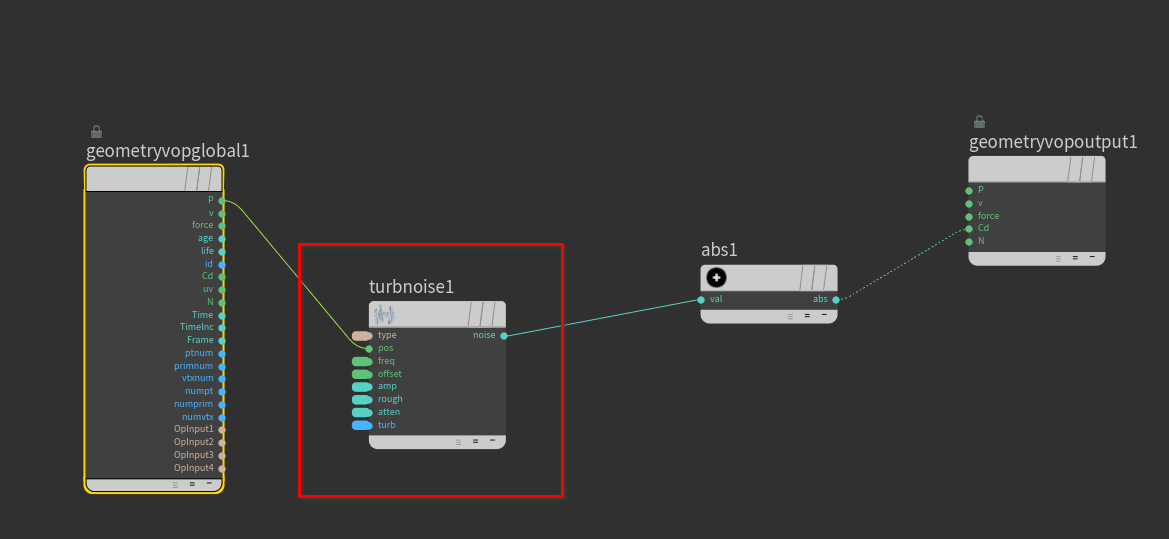 geometryvopglobal1
P
v
force
age
life
id
Cd
uv
N
Time
TimeInc
Frame
ptnum
primnum
vtxnum
numpt
numprim
numvtx
OpInput1
OpInput2
OpInput3
OpInput4
turbnoise1
type noise
pos
freq
offset
amp
rough
atten
turb
abs1
val abs
geometryvopoutput1
P
v
force
Cd
N